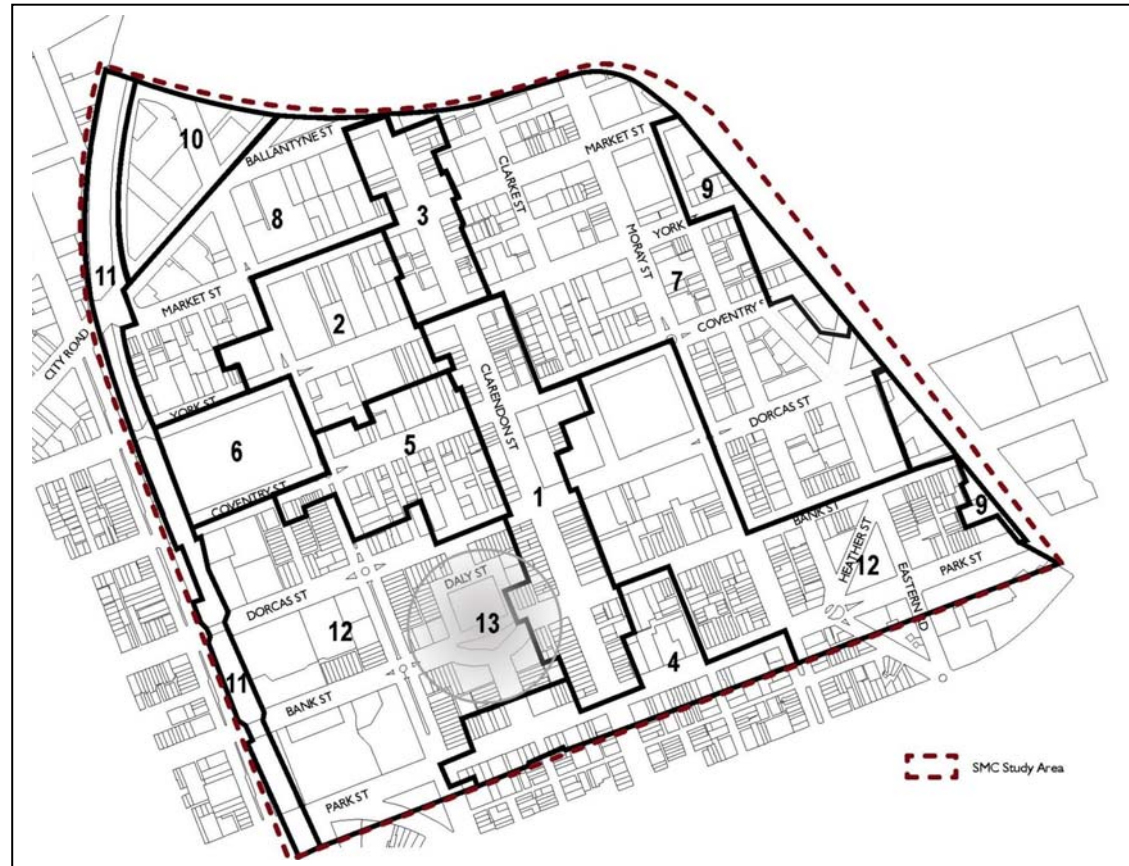 10
BALLANTYNE ST
MARKET ST
CLARKE ST
9
8
3
YORK ST
MORAY ST
7
11
MARKET ST
2
COVENTRY S
CITY ROAD
CLARENDON ST
YORK ST
DORCAS ST
6
5
COVENTRY ST
1
BANK ST
9
HEATHER ST
12
PARK ST
EASTERN RD
DALY ST
DORCAS ST
13
12
4
11
BANK ST
SMC Study Area
PARK ST